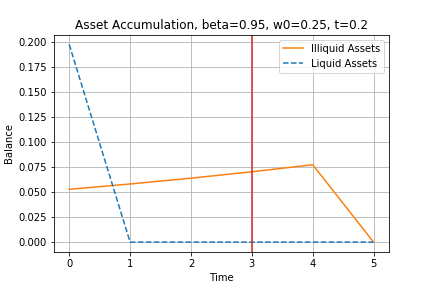 Asset Accumulation, beta=0.95, w0=0.25, t=0.2
Illiquid Assets
Liquid Assets
Balance
0.200
0.175
0.150
0.125
0.100
0.075
0.050
0.025
0.000
0 1 2 3 4 5
Time